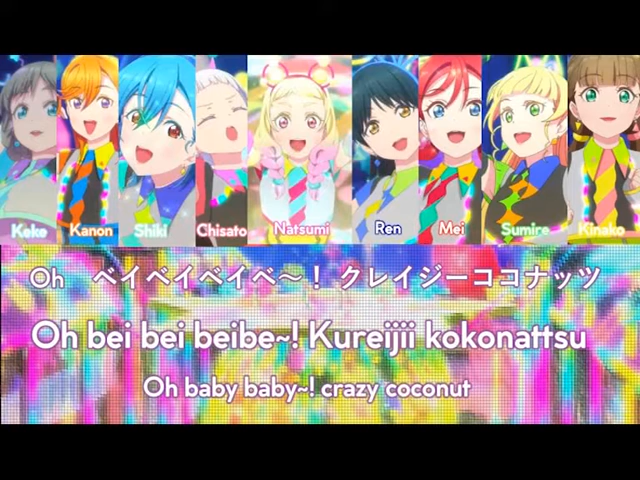 Keke Kanon Shiki Chisato Natsumi Ren Mei Sumire Kinako
Oh ベイベイベイベ〜！ クレイジーココナッツ
Oh bei bei beibe~! Kureijii kokonattsu
Oh baby baby~! crazy coconut